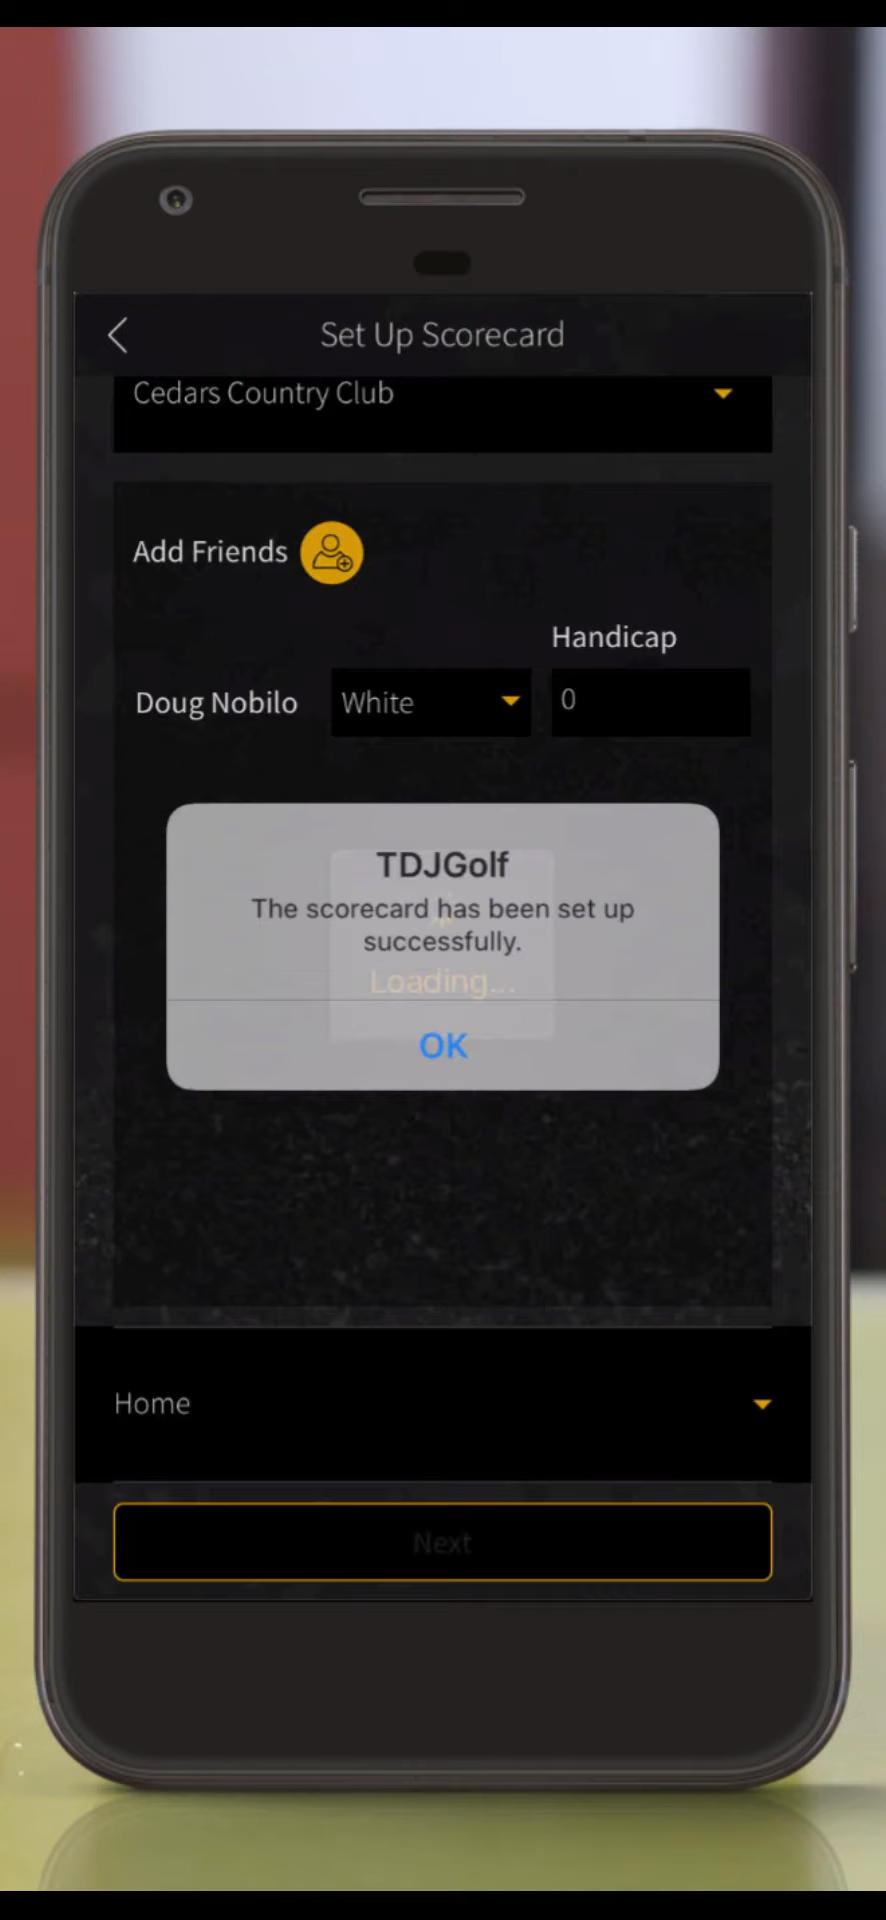 Set Up Scorecard
Cedars Country Club
Add Friends
Handicap
Doug Nobilo
White
0
TDJGolf
The scorecard has been set up
successfully.
Loading...
OK
Home
Next